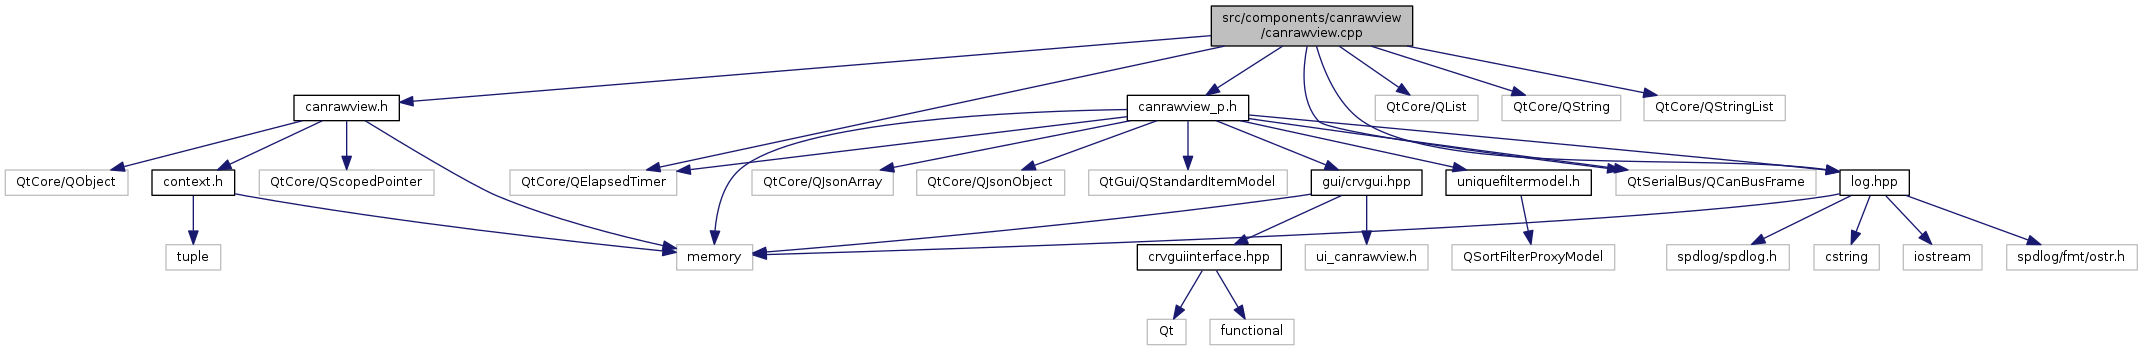 src/components/canrawview
/canrawview.cpp
canrawview.h
canrawview_p.h
QtCore/QList
QtCore/QString
QtCore/QStringList
QtCore/QObject
context.h
QtCore/QScopedPointer
QtCore/QElapsedTimer
QtCore/QJsonArray
QtCore/QJsonObject
QtGui/QStandardItemModel
gui/crvgui.hpp
uniquefiltermodel.h
QtSerialBus/QCanBusFrame
log.hpp
tuple
memory
crvguiinterface.hpp
ui_canrawview.h
QSortFilterProxyModel
spdlog/spdlog.h
cstring
iostream
spdlog/fmt/ostr.h
Qt
functional